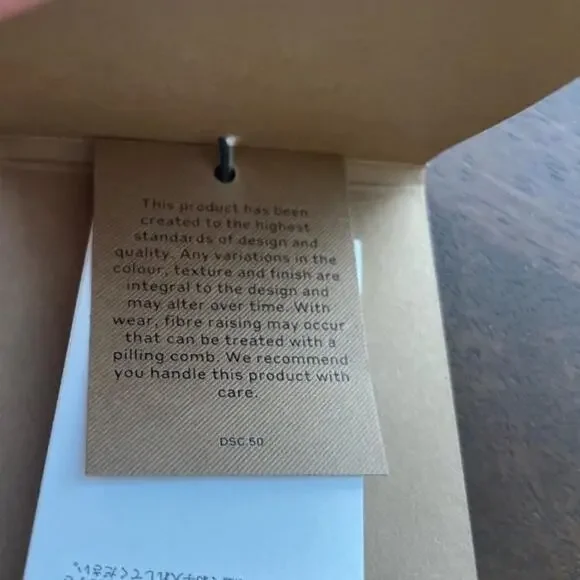 This product has been
created to the highest
standards of design and
quality. Any variations in the
colour, texture and finish are
integral to the design and
may alter over time. With
wear, fibre raising may occur
that can be treated with a
pilling comb. We recommend
you handle this product with
care.
DSC.50